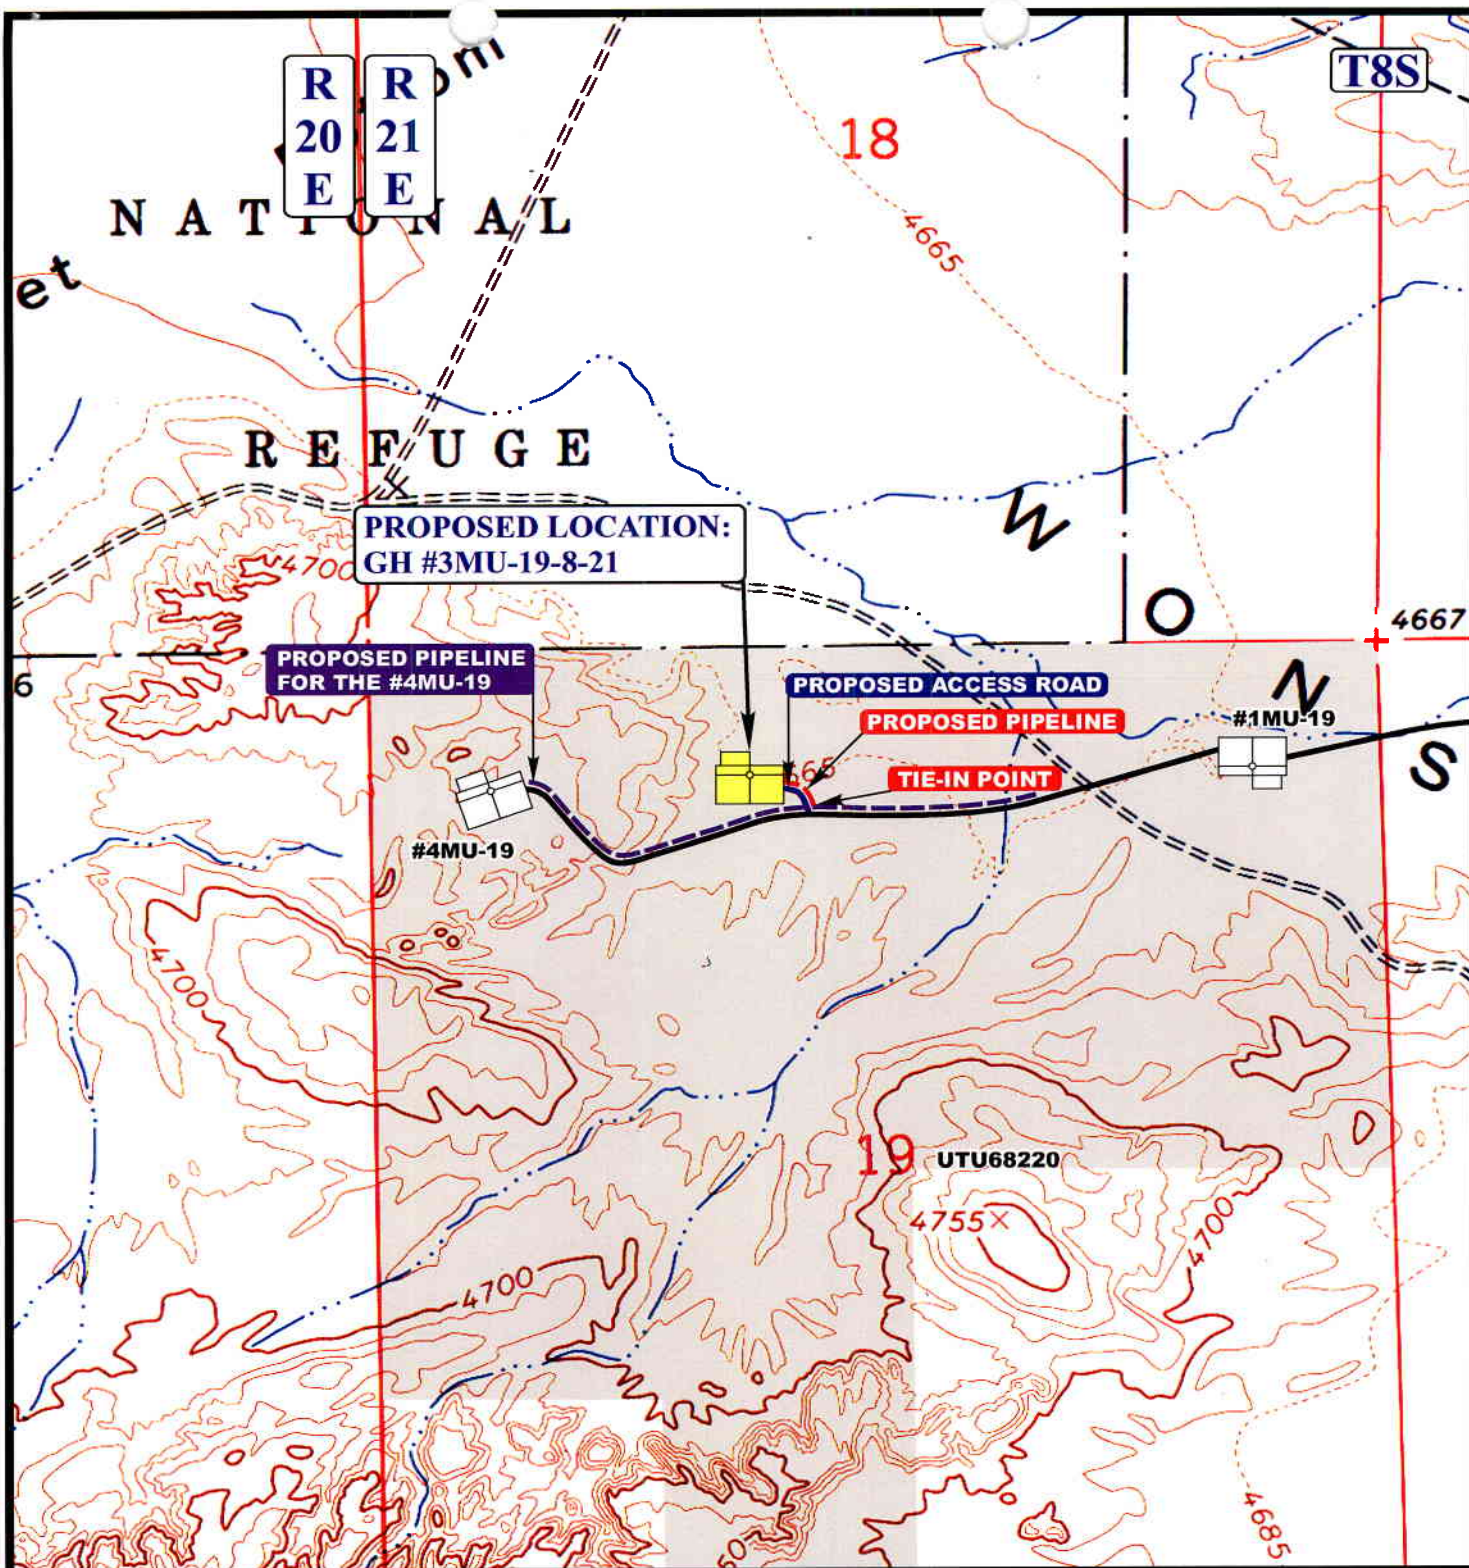 om
R
20
E
R
21
E
T8S
18
NATIONAL
4665
et
REFUGE
W
PROPOSED LOCATION:
GH #3MU-19-8-21
4700
O
4667
PROPOSED PIPELINE
FOR THE #4MU-19
6
PROPOSED ACCESS ROAD
N
PROPOSED PIPELINE
#1MU-19
S
TIE-IN POINT
#4MU-19
4700
19
UTU68220
4755
4700
4700
4685